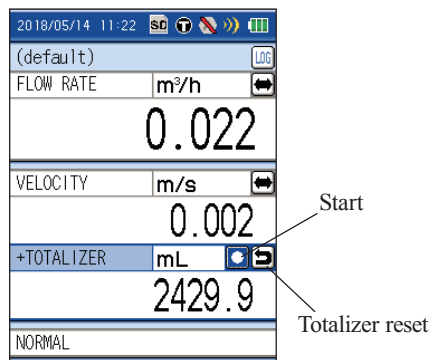 2018/05/14 11:22 SD T
(default) LOG
FLOW RATE m³/h
0.022
VELOCITY m/s
0.002
Start
+TOTALIZER mL
2429.9
Totalizer reset
NORMAL